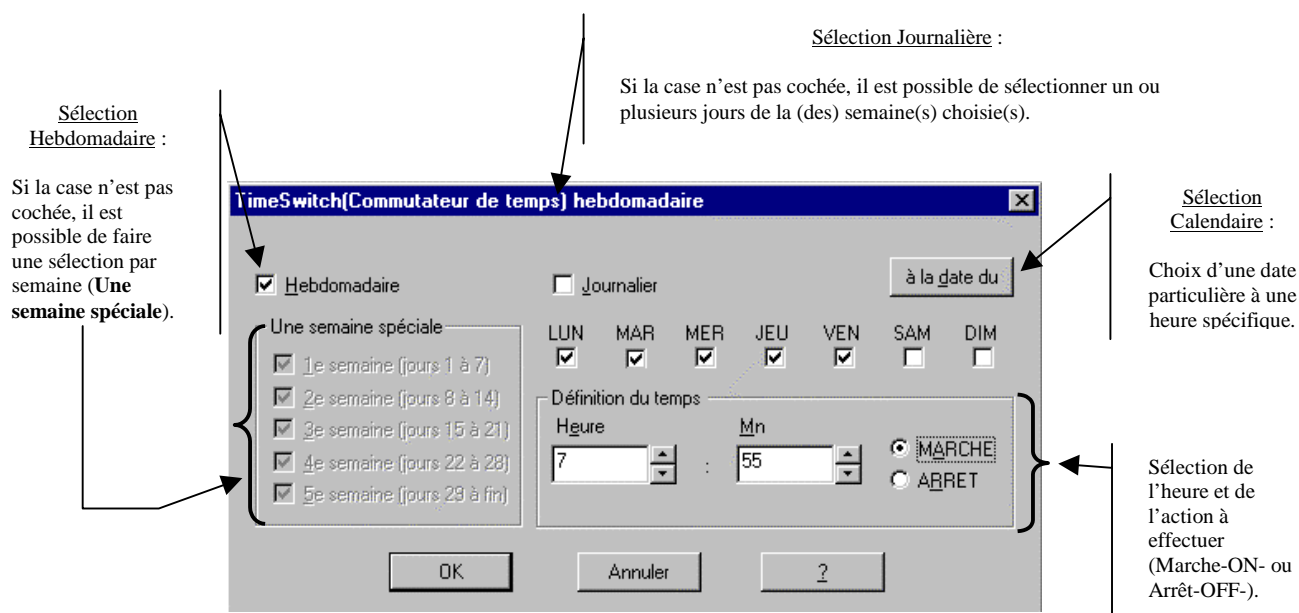 Sélection Journalière :
Si la case n'est pas cochée, il est possible de sélectionner un ou
plusieurs jours de la (des) semaine(s) choisie(s).
Sélection
Hebdomadaire :
Si la case n'est pas
cochée, il est
possible de faire
une sélection par
semaine (Une
semaine spéciale).
TimeSwitch(Commutateur de temps) hebdomadaire
Hebdomadaire
Journalier
à la date du
Une semaine spéciale
1e semaine (jours 1 à 7)
2e semaine (jours 8 à 14)
3e semaine (jours 15 à 21)
4e semaine (jours 22 à 28)
5e semaine (jours 29 à fin)
LUN MAR MER JEU VEN SAM DIM
Définition du temps
Heure Mn
7 : 55
MARCHE
ARRET
OK Annuler ?
Sélection
Calendaire :
Choix d'une date
particulière à une
heure spécifique.
Sélection de
l'heure et de
l'action à
effectuer
(Marche-ON- ou
Arrêt-OFF-).